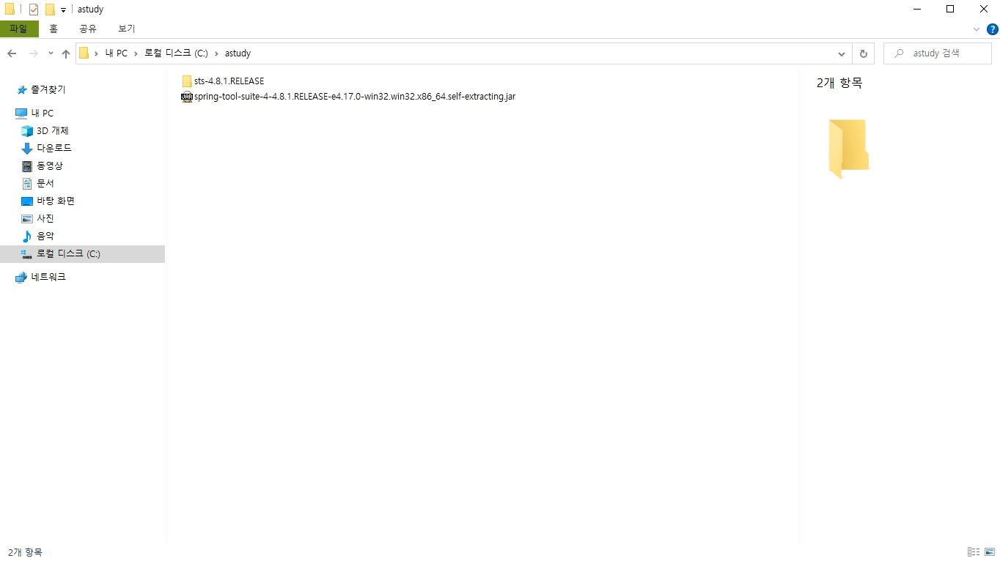 astudy
파일 홈 공유 보기
내 PC 로컬 디스크 (C:) astudy astudy 검색
즐겨찾기
내 PC
3D 개체
다운로드
동영상
문서
바탕 화면
사진
음악
로컬 디스크 (C:)
네트워크
sts-4.8.1.RELEASE
JAR spring-tool-suite-4-4.8.1.RELEASE-e4.17.0-win32.win32.x86_64.self-extracting.jar
2개 항목
2개 항목